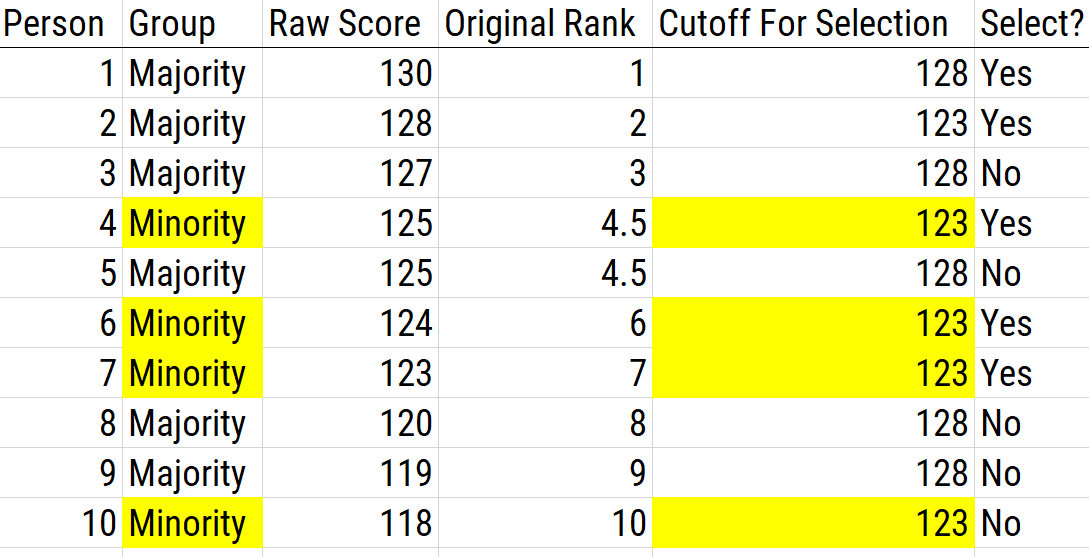 Person Group Raw Score Original Rank Cutoff For Selection Select?
1 Majority 130 1 128 Yes
2 Majority 128 2 123 Yes
3 Majority 127 3 128 No
4 Minority 125 4.5 123 Yes
5 Majority 125 4.5 128 No
6 Minority 124 6 123 Yes
7 Minority 123 7 123 Yes
8 Majority 120 8 128 No
9 Majority 119 9 128 No
10 Minority 118 10 123 No